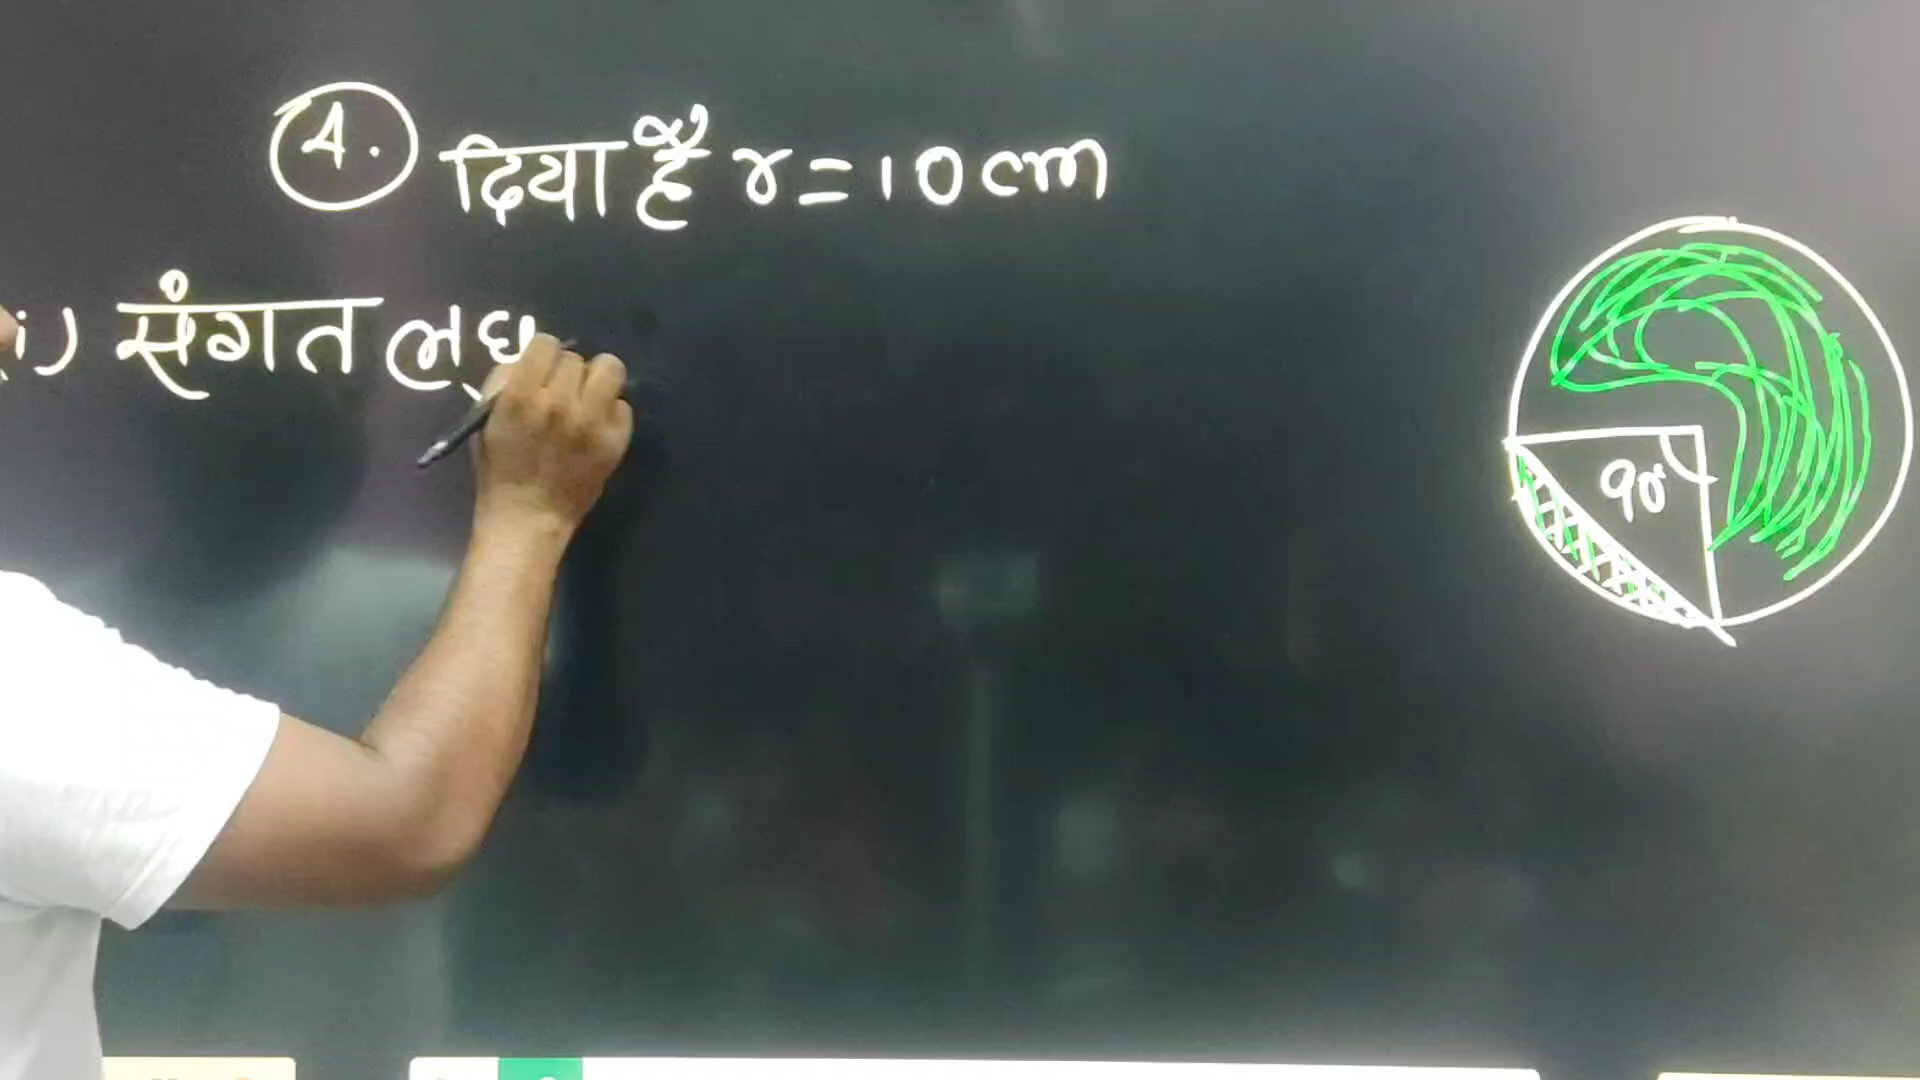 4. दिया है r = 10 cm
i) संगत लघु
90°